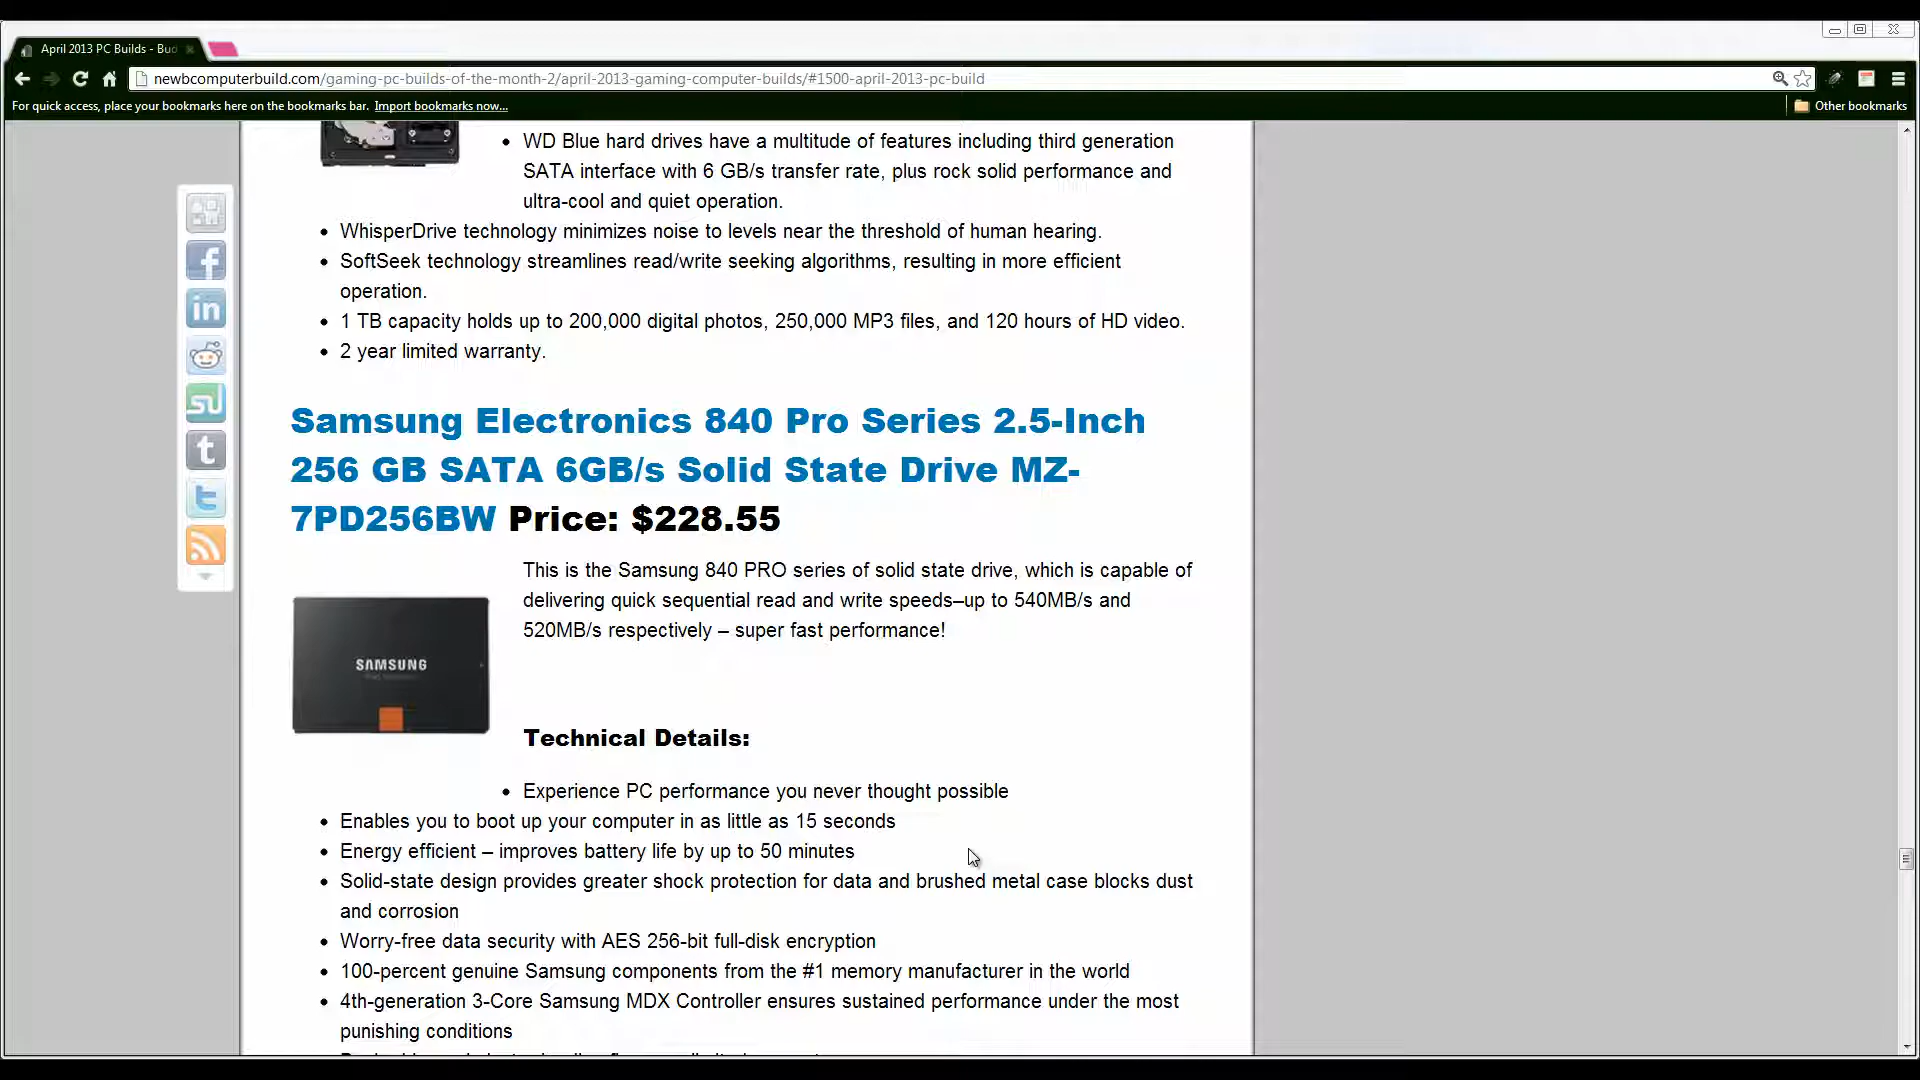 April 2013 PC Builds - Bud
newbcomputerbuild.com/gaming-pc-builds-of-the-month-2/april-2013-gaming-computer-builds/#1500-april-2013-pc-build
For quick access, place your bookmarks here on the bookmarks bar. Import bookmarks now...
Other bookmarks
• WD Blue hard drives have a multitude of features including third generation
SATA interface with 6 GB/s transfer rate, plus rock solid performance and
ultra-cool and quiet operation.
• WhisperDrive technology minimizes noise to levels near the threshold of human hearing.
• SoftSeek technology streamlines read/write seeking algorithms, resulting in more efficient
operation.
• 1 TB capacity holds up to 200,000 digital photos, 250,000 MP3 files, and 120 hours of HD video.
• 2 year limited warranty.
Samsung Electronics 840 Pro Series 2.5-Inch
256 GB SATA 6GB/s Solid State Drive MZ-
7PD256BW Price: $228.55
This is the Samsung 840 PRO series of solid state drive, which is capable of
delivering quick sequential read and write speeds–up to 540MB/s and
520MB/s respectively – super fast performance!
SAMSUNG
Technical Details:
• Experience PC performance you never thought possible
• Enables you to boot up your computer in as little as 15 seconds
• Energy efficient – improves battery life by up to 50 minutes
• Solid-state design provides greater shock protection for data and brushed metal case blocks dust
and corrosion
• Worry-free data security with AES 256-bit full-disk encryption
• 100-percent genuine Samsung components from the #1 memory manufacturer in the world
• 4th-generation 3-Core Samsung MDX Controller ensures sustained performance under the most
punishing conditions